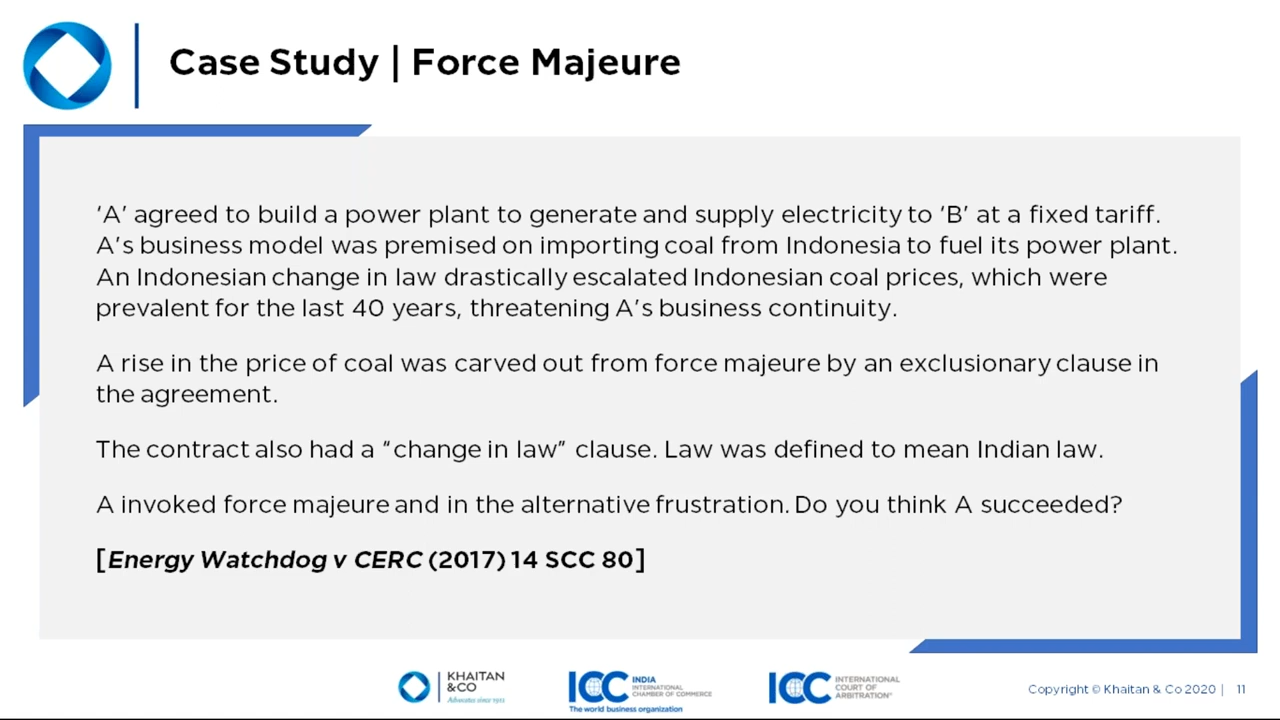 Case Study | Force Majeure
‘A’ agreed to build a power plant to generate and supply electricity to ‘B’ at a fixed tariff.
A’s business model was premised on importing coal from Indonesia to fuel its power plant.
An Indonesian change in law drastically escalated Indonesian coal prices, which were
prevalent for the last 40 years, threatening A’s business continuity.
A rise in the price of coal was carved out from force majeure by an exclusionary clause in
the agreement.
The contract also had a “change in law” clause. Law was defined to mean Indian law.
A invoked force majeure and in the alternative frustration. Do you think A succeeded?
[Energy Watchdog v CERC (2017) 14 SCC 80]
KHAITAN
&CO
Advocates since 1911
ICC INDIA
INTERNATIONAL
CHAMBER OF COMMERCE
The world business organization
ICC INTERNATIONAL
COURT OF
ARBITRATION®
Copyright © Khaitan & Co 2020 | 11